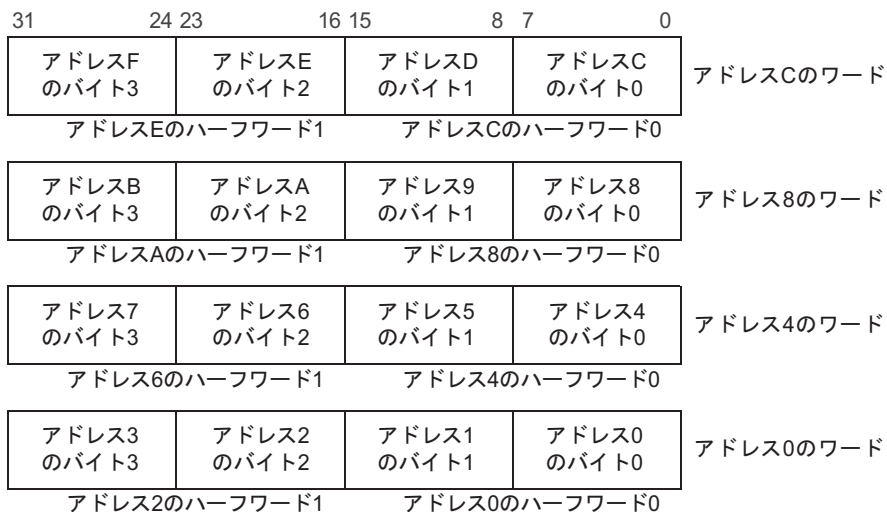 31 24 23 16 15 8 7 0
アドレスF
のバイト3
アドレスE
のバイト2
アドレスD
のバイト1
アドレスC
のバイト0
アドレスCのワード
アドレスEのハーフワード1
アドレスCのハーフワード0
アドレスB
のバイト3
アドレスA
のバイト2
アドレス9
のバイト1
アドレス8
のバイト0
アドレス8のワード
アドレスAのハーフワード1
アドレス8のハーフワード0
アドレス7
のバイト3
アドレス6
のバイト2
アドレス5
のバイト1
アドレス4
のバイト0
アドレス4のワード
アドレス6のハーフワード1
アドレス4のハーフワード0
アドレス3
のバイト3
アドレス2
のバイト2
アドレス1
のバイト1
アドレス0
のバイト0
アドレス0のワード
アドレス2のハーフワード1
アドレス0のハーフワード0